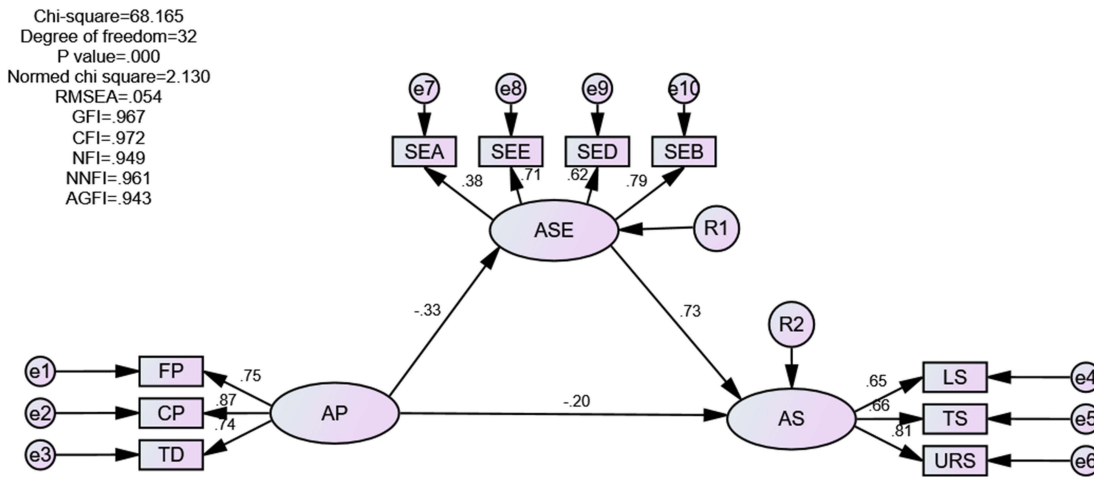 Chi-square=68.165
Degree of freedom=32
P value=.000
Normed chi square=2.130
RMSEA=.054
GFI=.967
CFI=.972
NFI=.949
NNFI=.961
AGFI=.943
e7
e8
e9
e10
SEA
SEE
SED
SEB
.38
.71
.62
.79
ASE
R1
-.33
.73
R2
e1
FP
.75
e2
CP
.87
e3
TD
.74
AP
-.20
AS
.65
LS
e4
.66
TS
e5
.81
URS
e6